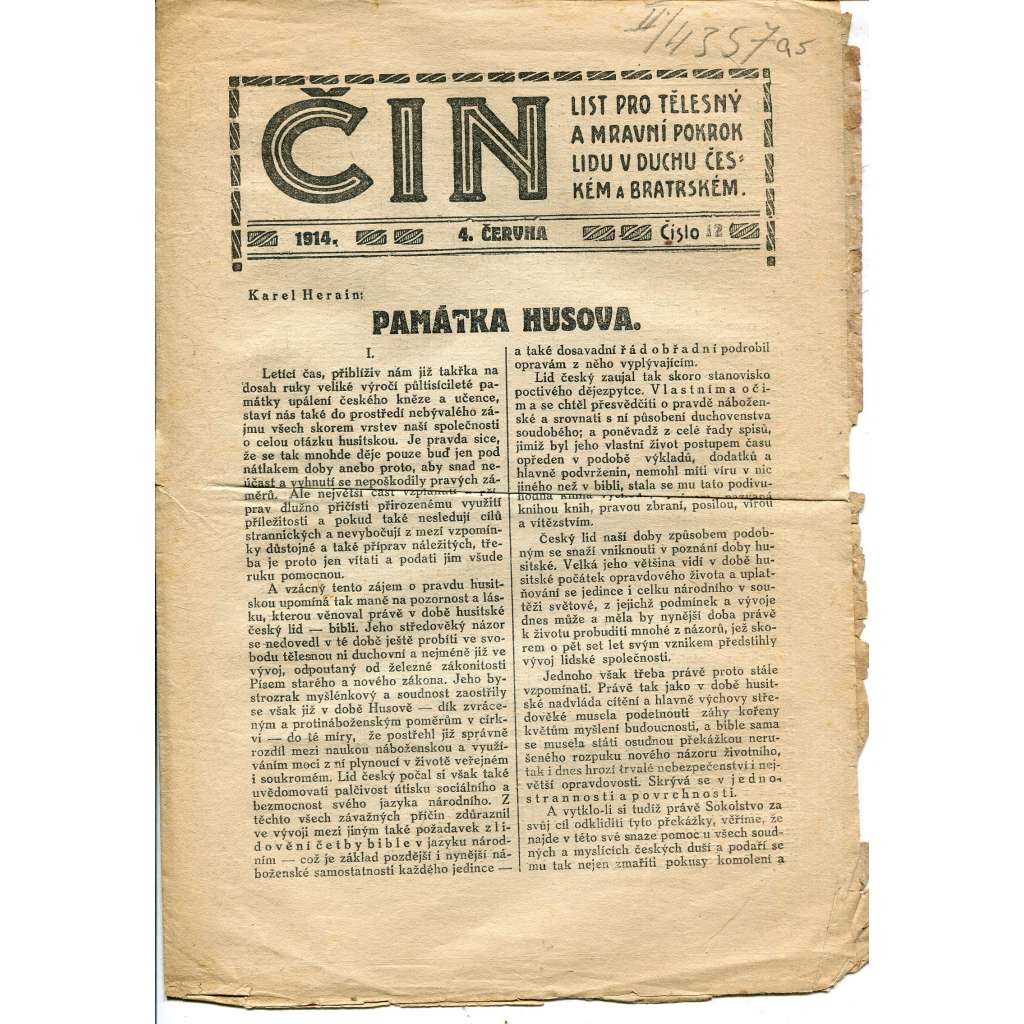 II/4357 a5
ČIN
LIST PRO TĚLESNÝ
A MRAVNÍ POKROK
LIDU V DUCHU ČES-
KÉM A BRATRSKÉM.
1914. 4. ČERVNA Číslo 12
Karel Herain:
PAMÁTKA HUSOVA.
I.
Letící čas, přiblíživ nám již takřka na
dosah ruky veliké výročí půltisícileté pa-
mátky upálení českého kněze a učence,
staví nás také do prostředí nebývalého zá-
jmu všech skorem vrstev naší společnosti
o celou otázku husitskou. Je pravda sice,
že se tak mnohde děje pouze buď jen pod
nátlakem doby anebo proto, aby snad ne-
účast a vyhnutí se nepoškodily pravých zá-
měrů. Ale největší část vzplanutí a pří-
prav dlužno přičísti přirozenému využití
příležitosti a pokud také nesledují cílů
strannických a nevybočují z mezí vzpomín-
ky důstojné a také příprav náležitých, tře-
ba je proto jen vítati a podati jim všude
ruku pomocnou.
A vzácný tento zájem o pravdu husit-
skou upomíná tak maně na pozornost a lás-
ku, kterou věnoval právě v době husitské
český lid — bibli. Jeho středověký názor
se nedovedl v té době ještě probíti ve svo-
bodu tělesnou ni duchovní a nejméně již ve
vývoj, odpoutaný od železné zákonitosti
Písem starého a nového zákona. Jeho by-
strozrak myšlénkový a soudnost zaostřily
se však již v době Husově — dík zvráce-
ným a protináboženským poměrům v círk-
vi — do té míry, že postřehl již správně
rozdíl mezi naukou náboženskou a využí-
váním moci z ní plynoucí v životě veřejném
i soukromém. Lid český počal si však také
uvědomovati palčivost útisku sociálního a
bezmocnost svého jazyka národního. Z
těchto všech závažných příčin zdůraznil
ve vývoji mezi jiným také požadavek z l i-
d o v ě n í č e t b y b i b l e v jazyku národ-
ním — což je základ pozdější i nynější ná-
boženské samostatnosti každého jedince —
a také dosavadní ř á d o b ř a d n í podrobil
opravám z něho vyplývajícím.
Lid český zaujal tak skoro stanovisko
poctivého dějezpytce. V l a s t n í m a o č i-
m a se chtěl přesvědčiti o pravdě nábožen-
ské a srovnati s ní působení duchovenstva
soudobého; a poněvadž z celé řady spisů,
jimiž byl jeho vlastní život postupem času
opředen v podobě výkladů, dodatků a
hlavně podvrženin, nemohl míti víru v nic
jiného než v bibli, stala se mu tato podivu-
hodná kniha nazvaná
knihou knih, pravou zbraní, posilou, vírou
a vítězstvím.
Český lid naší doby způsobem podob-
ným se snaží vniknouti v poznání doby hu-
sitské. Velká jeho většina vidí v době hu-
sitské počátek opravdového života a uplat-
ňování se jedince i celku národního v sou-
těži světové, z jejichž podmínek a vývoje
dnes může a měla by nynější doba právě
k životu probuditi mnohé z názorů, jež sko-
rem o pět set let svým vznikem předstihly
vývoj lidské společnosti.
Jednoho však třeba právě proto stále
vzpomínati. Právě tak jako v době husit-
ské nadvláda cítění a hlavně výchovy stře-
dověké musela podetnouti záhy kořeny
květům myšlení budoucnosti, a bible sama
se musela státi osudnou překážkou neru-
šeného rozpuku nového názoru životního,
tak i dnes hrozí trvalé nebezpečenství i nej-
větší opravdovosti. Skrývá se v j e d n o-
s t r a n n o s t i a p o v r c h n o s t i.
A vytklo-li si tudíž právě Sokolstvo za
svůj cíl odkliditi tyto překážky, věříme, že
najde v této své snaze pomoc u všech soud-
ných a myslících českých duší a podaří se
mu tak nejen zmařiti pokusy komolení a